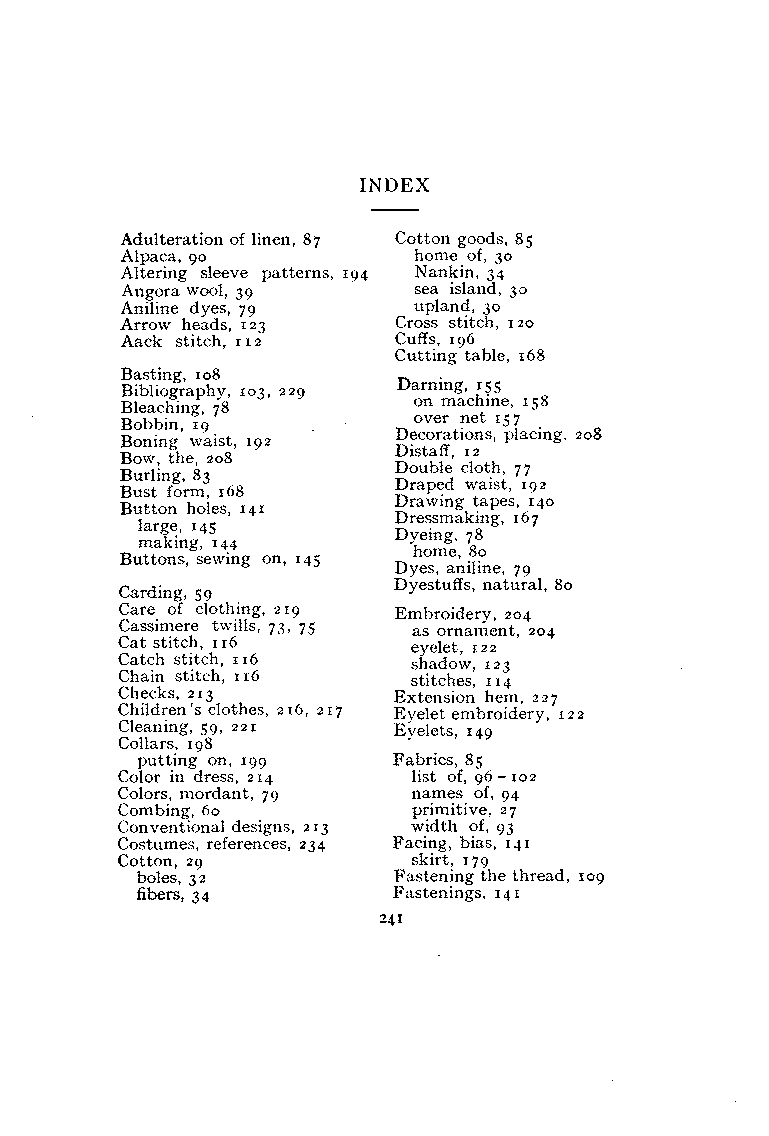 INDEX
Adulteration of linen, 87
Alpaca, 90
Altering sleeve patterns, 194
Angora wool, 39
Aniline dyes, 79
Arrow heads, 123
Aack stitch, 112
Basting, 108
Bibliography, 103, 229
Bleaching, 78
Bobbin, 19
Boning waist, 192
Bow, the, 208
Burling, 83
Bust form, 168
Button holes, 141
large, 145
making, 144
Buttons, sewing on, 145
Carding, 59
Care of clothing, 219
Cassimere twills, 73, 75
Cat stitch, 116
Catch stitch, 116
Chain stitch, 116
Checks, 213
Children's clothes, 216, 217
Cleaning, 59, 221
Collars, 198
putting on, 199
Color in dress, 214
Colors, mordant, 79
Combing, 60
Conventional designs, 213
Costumes, references, 234
Cotton, 29
boles, 32
fibers, 34
Cotton goods, 85
home of, 30
Nankin, 34
sea island, 30
upland, 30
Cross stitch, 120
Cuffs, 196
Cutting table, 168
Darning, 155
on machine, 158
over net 157
Decorations, placing, 208
Distaff, 12
Double cloth, 77
Draped waist, 192
Drawing tapes, 140
Dressmaking, 167
Dyeing, 78
home, 80
Dyes, aniline, 79
Dyestuffs, natural, 80
Embroidery, 204
as ornament, 204
eyelet, 122
shadow, 123
stitches, 114
Extension hem, 227
Eyelet embroidery, 122
Eyelets, 149
Fabrics, 85
list of, 96-102
names of, 94
primitive, 27
width of, 93
Facing, bias, 141
skirt, 179
Fastening the thread, 109
Fastenings, 141
241